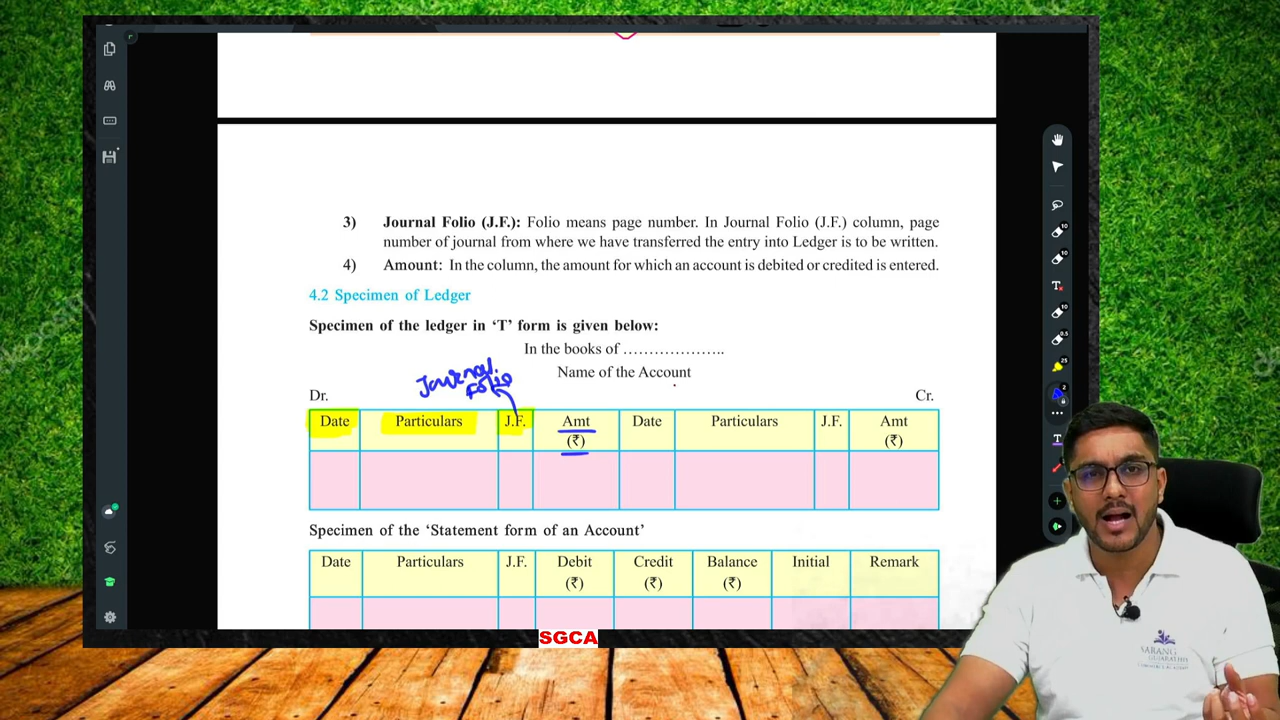 3) Journal Folio (J.F.): Folio means page number. In Journal Folio (J.F.) column, page
number of journal from where we have transferred the entry into Ledger is to be written.
4) Amount: In the column, the amount for which an account is debited or credited is entered.
4.2 Specimen of Ledger
Specimen of the ledger in ‘T’ form is given below:
In the books of ………………..
Name of the Account
Journal
Folio
Dr. Cr.
Date Particulars J.F. Amt Date Particulars J.F. Amt
(₹) (₹)
Specimen of the ‘Statement form of an Account’
Date Particulars J.F. Debit Credit Balance Initial Remark
(₹) (₹) (₹)
SGCA
SARANG
GUJARATHI